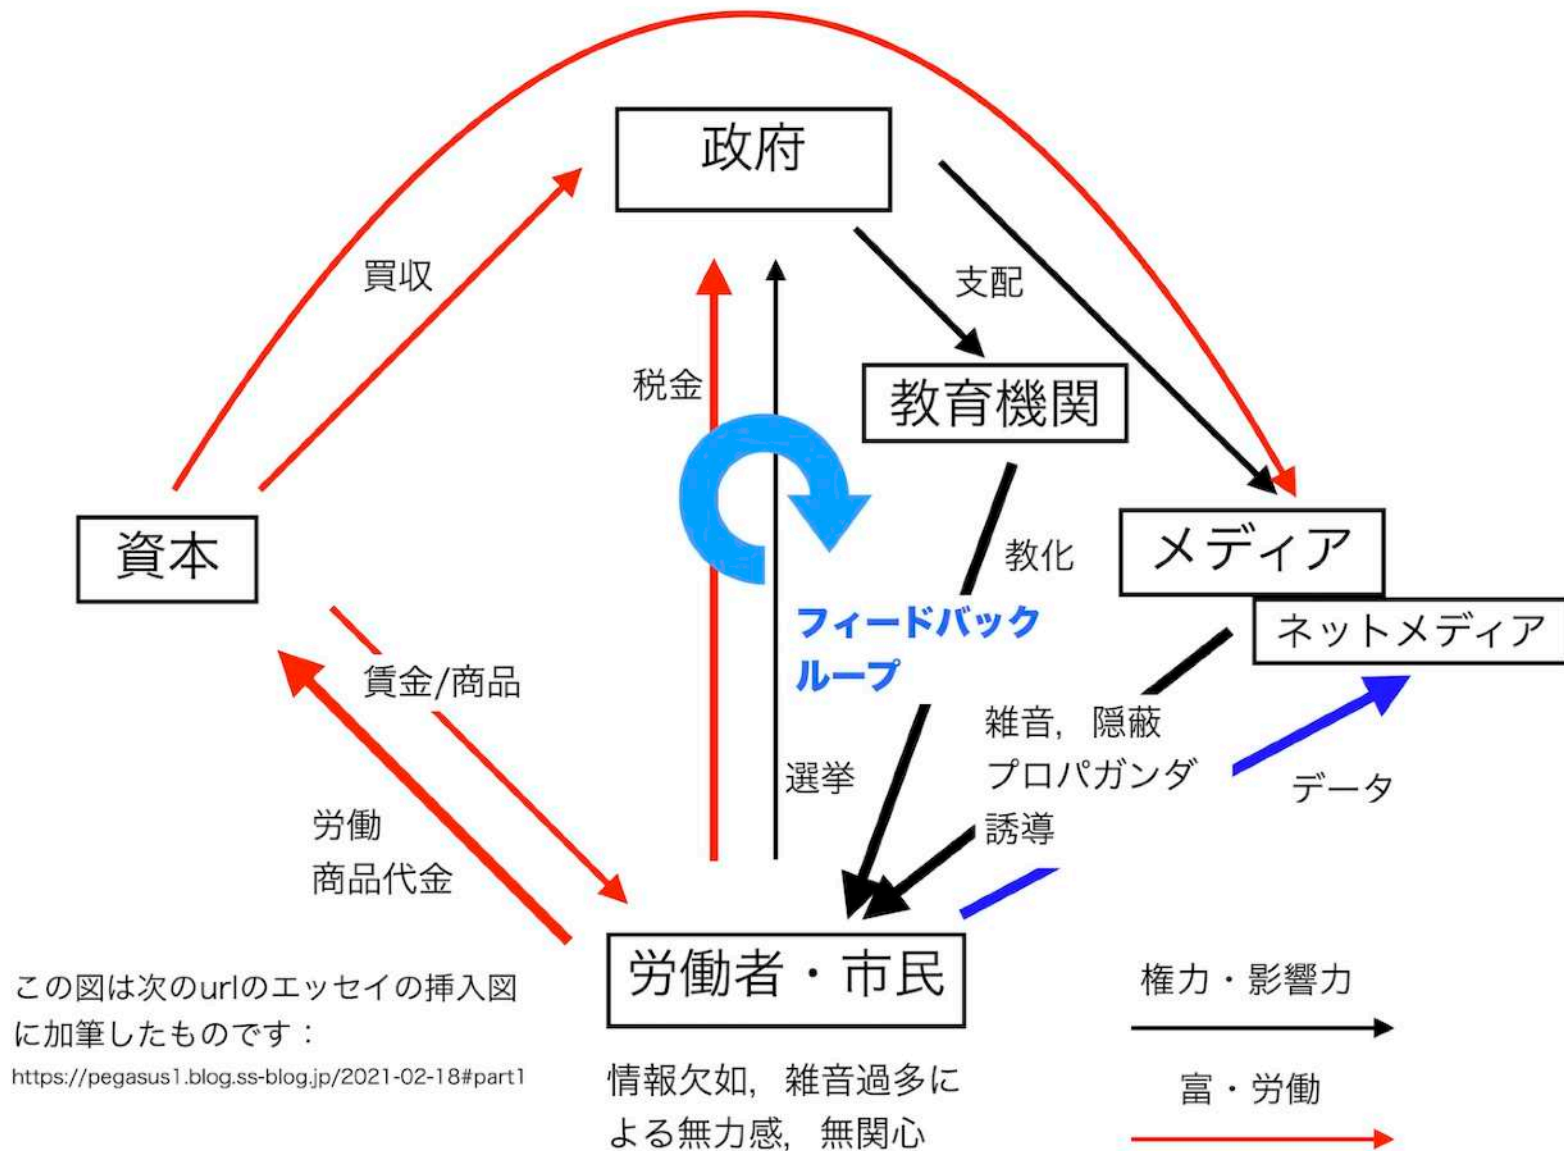 政府
買収
支配
税金
教育機関
資本
教化
メディア
ネットメディア
フィードバック
ループ
賃金/商品
雑音，隠蔽
プロパガンダ
誘導
選挙
データ
労働
商品代金
労働者・市民
この図は次のurlのエッセイの挿入図
に加筆したものです：
https://pegasus1.blog.ss-blog.jp/2021-02-18#part1
情報欠如，雑音過多に
よる無力感，無関心
権力・影響力
富・労働